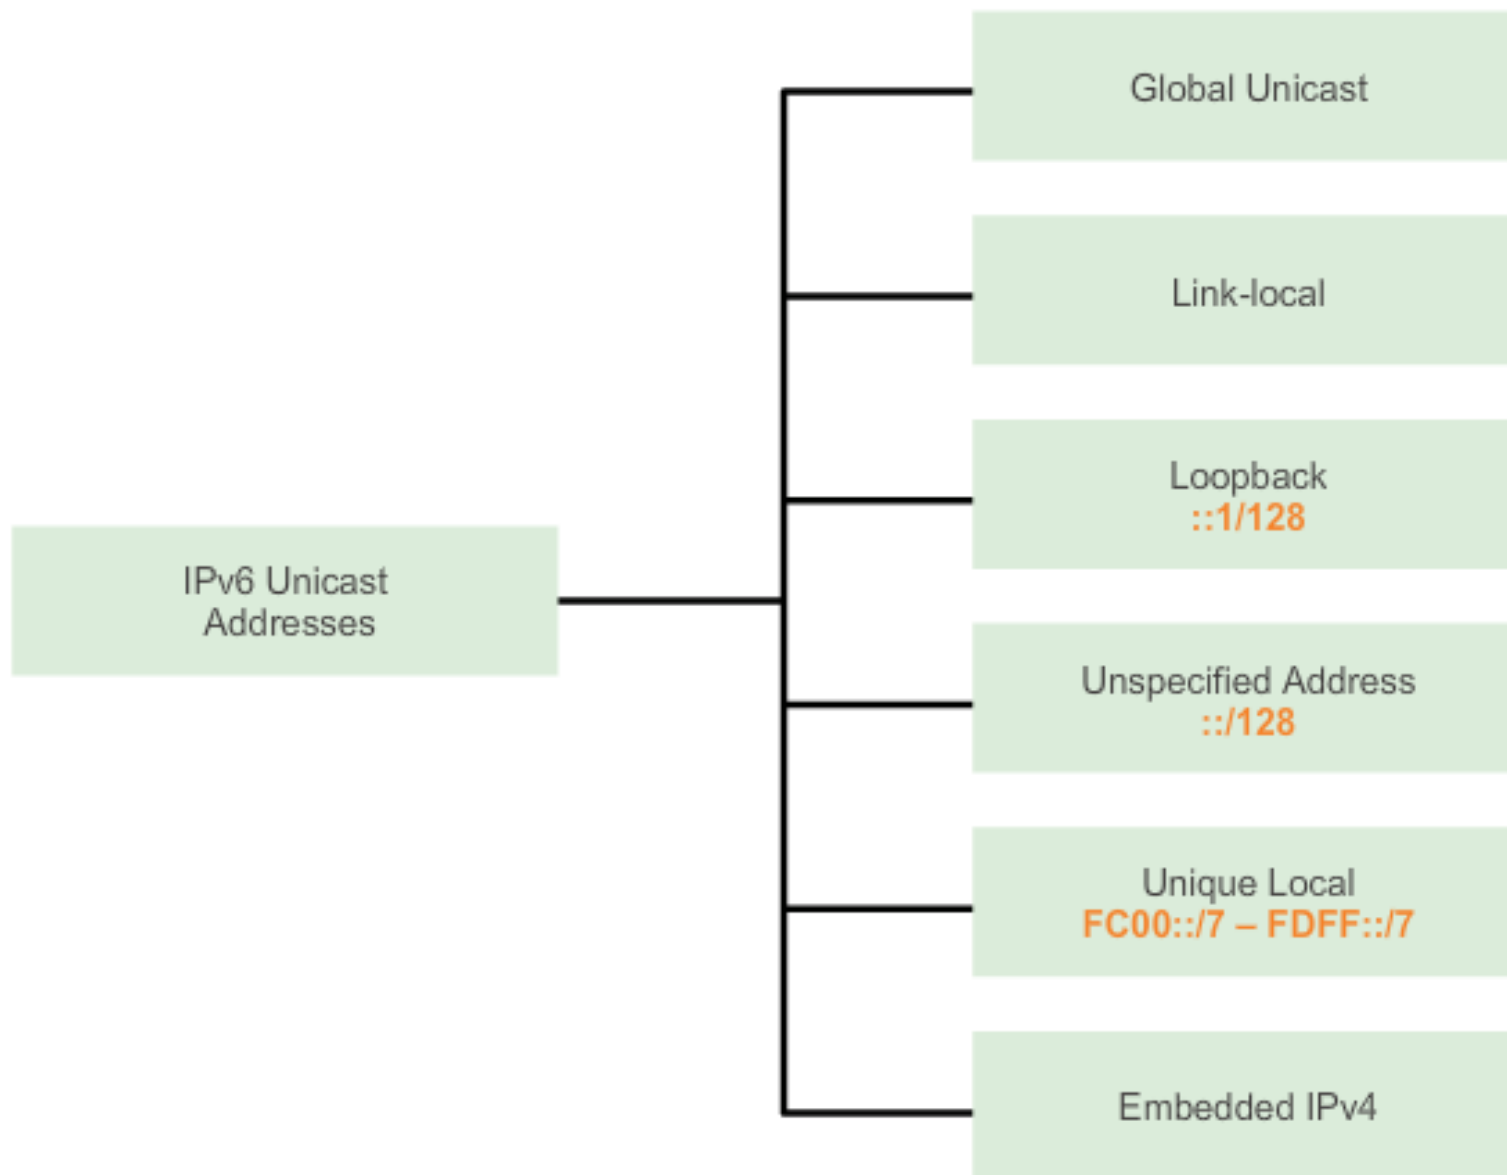 Global Unicast
Link-local
Loopback
::1/128
IPv6 Unicast
Addresses
Unspecified Address
::/128
Unique Local
FC00::/7 – FDFF::/7
Embedded IPv4